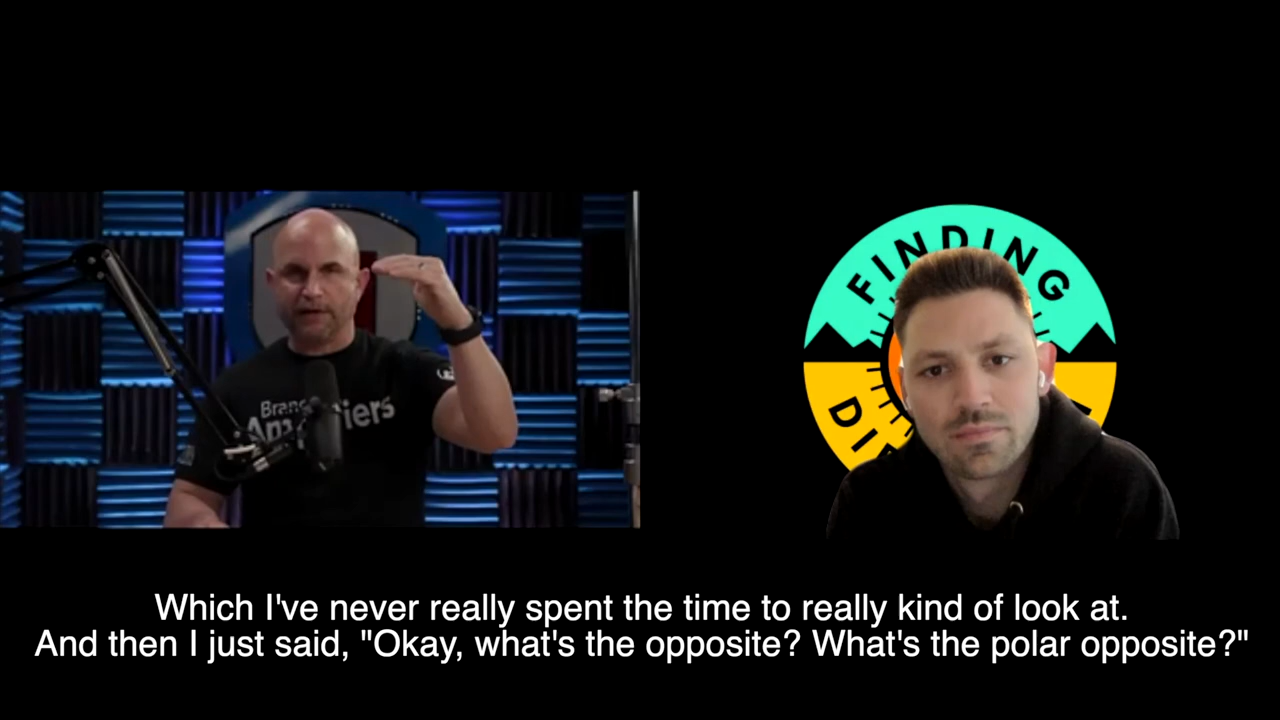 FINDING
Which I've never really spent the time to really kind of look at.
And then I just said, "Okay, what's the opposite? What's the polar opposite?"